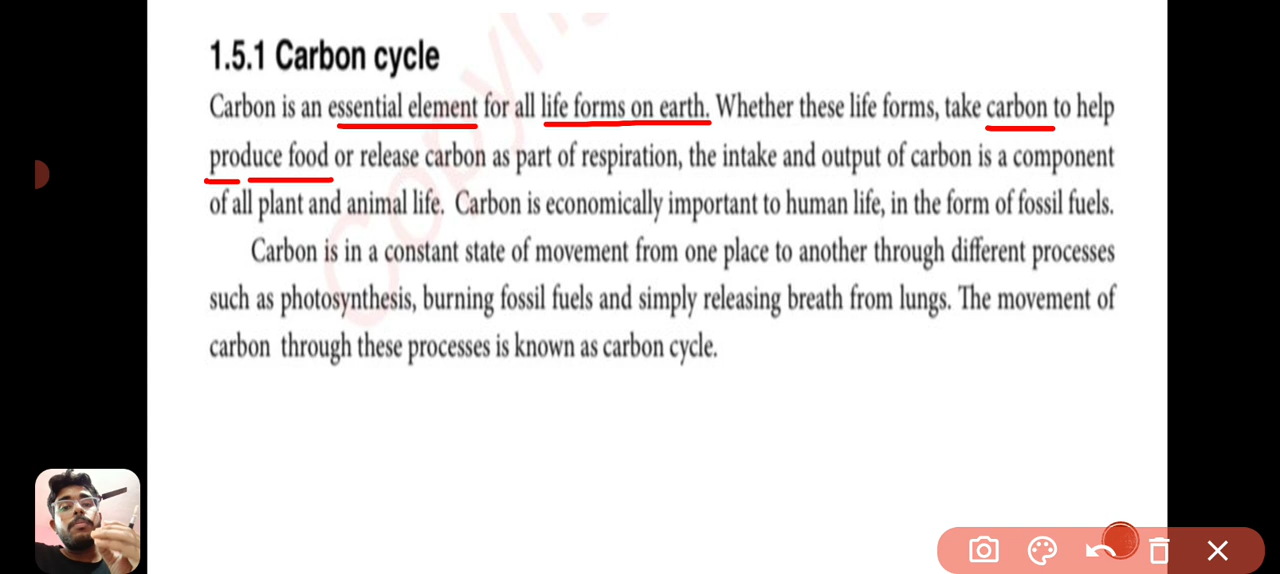 1.5.1 Carbon cycle
Carbon is an essential element for all life forms on earth. Whether these life forms, take carbon to help
produce food or release carbon as part of respiration, the intake and output of carbon is a component
of all plant and animal life. Carbon is economically important to human life, in the form of fossil fuels.
Carbon is in a constant state of movement from one place to another through different processes
such as photosynthesis, burning fossil fuels and simply releasing breath from lungs. The movement of
carbon through these processes is known as carbon cycle.